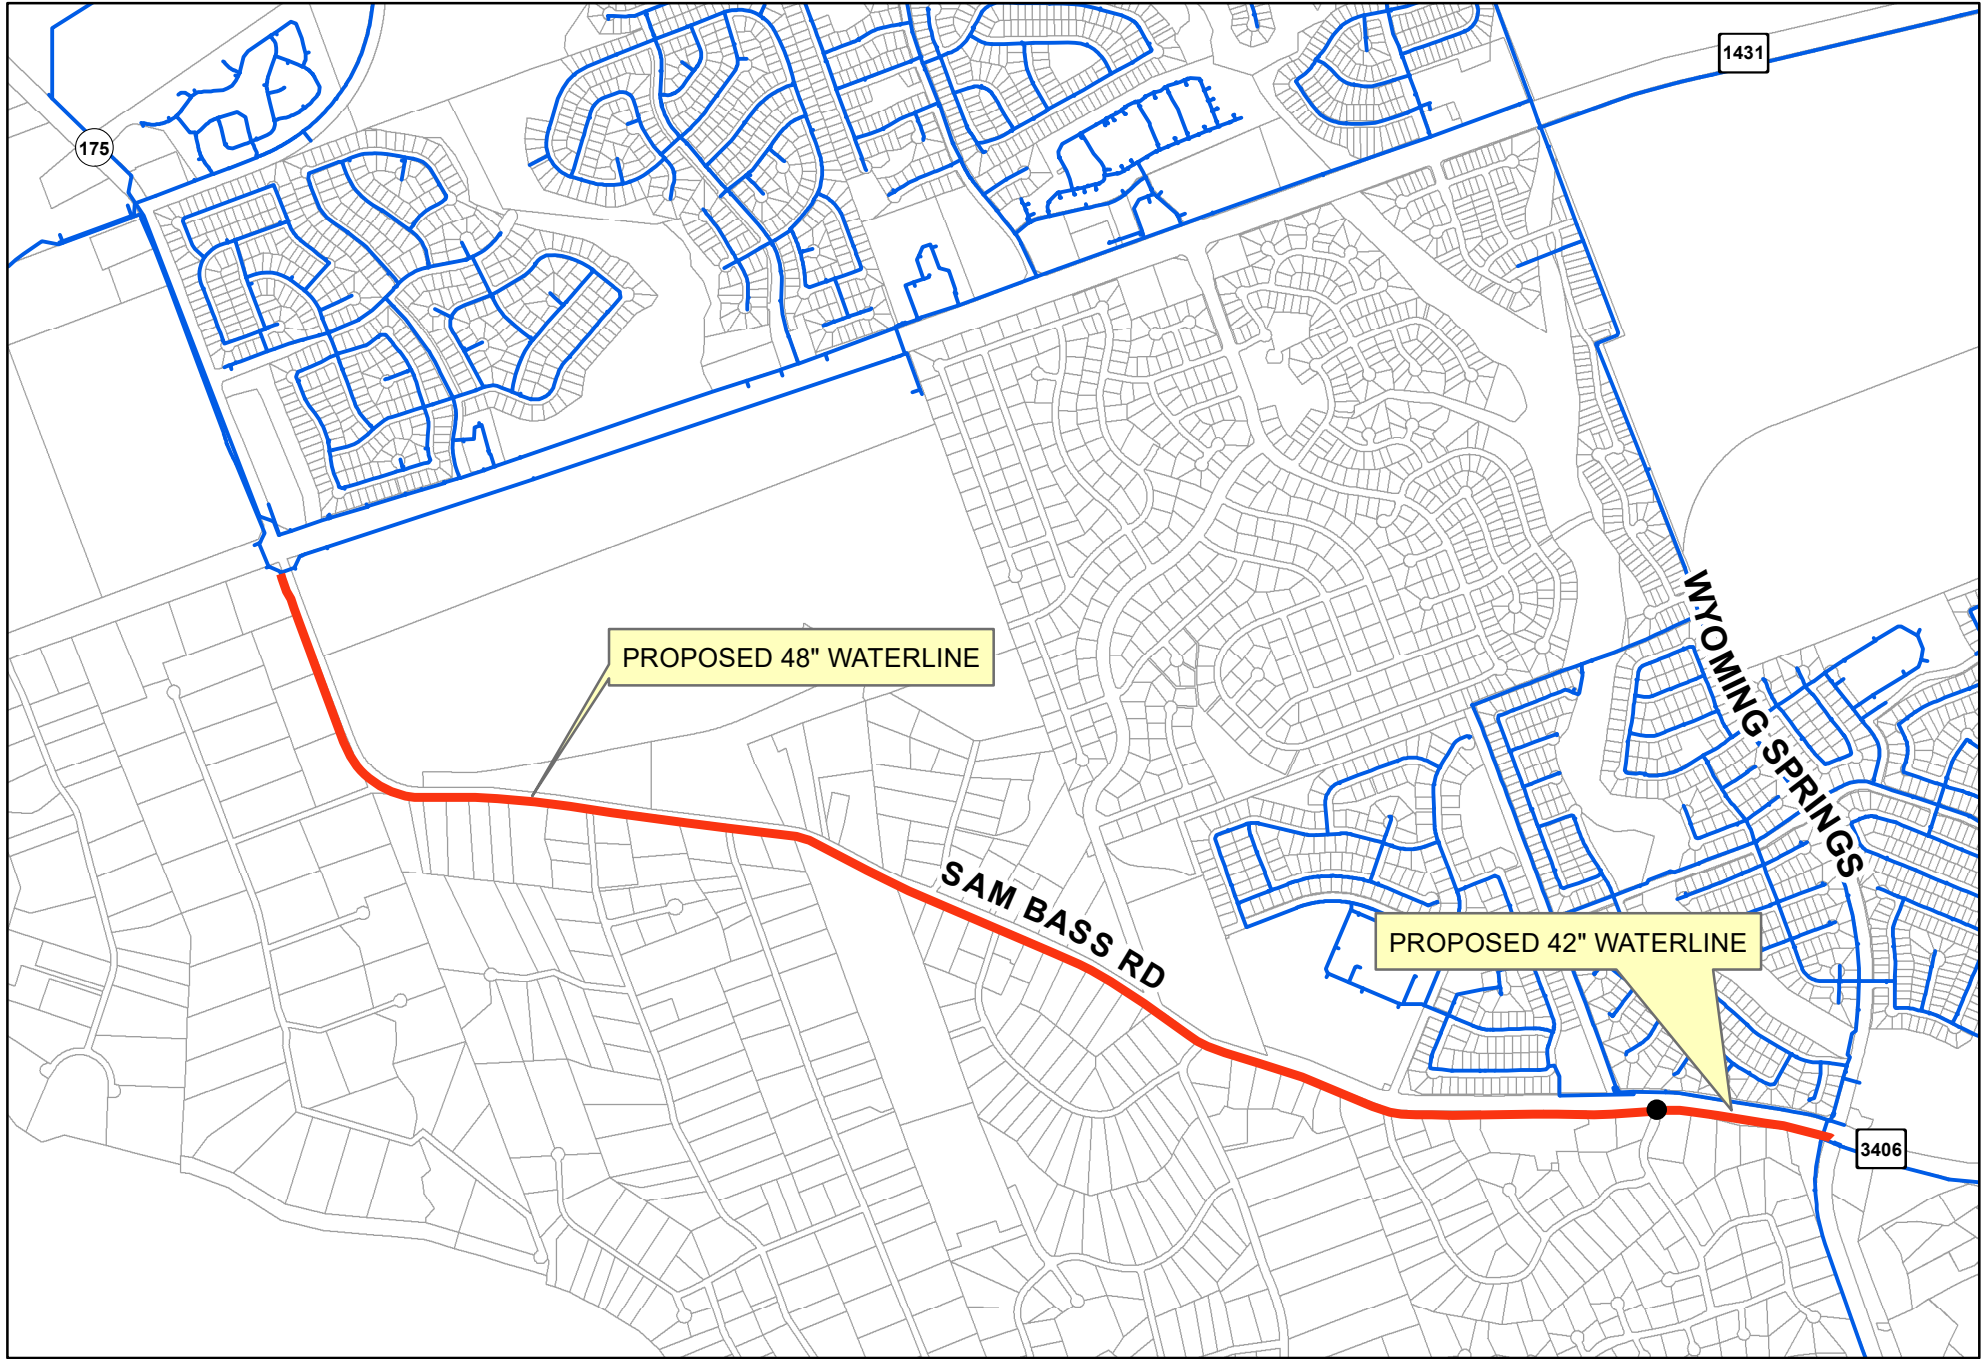 1431
175
PROPOSED 48" WATERLINE
WYOMING SPRINGS
SAM BASS RD
PROPOSED 42" WATERLINE
3406